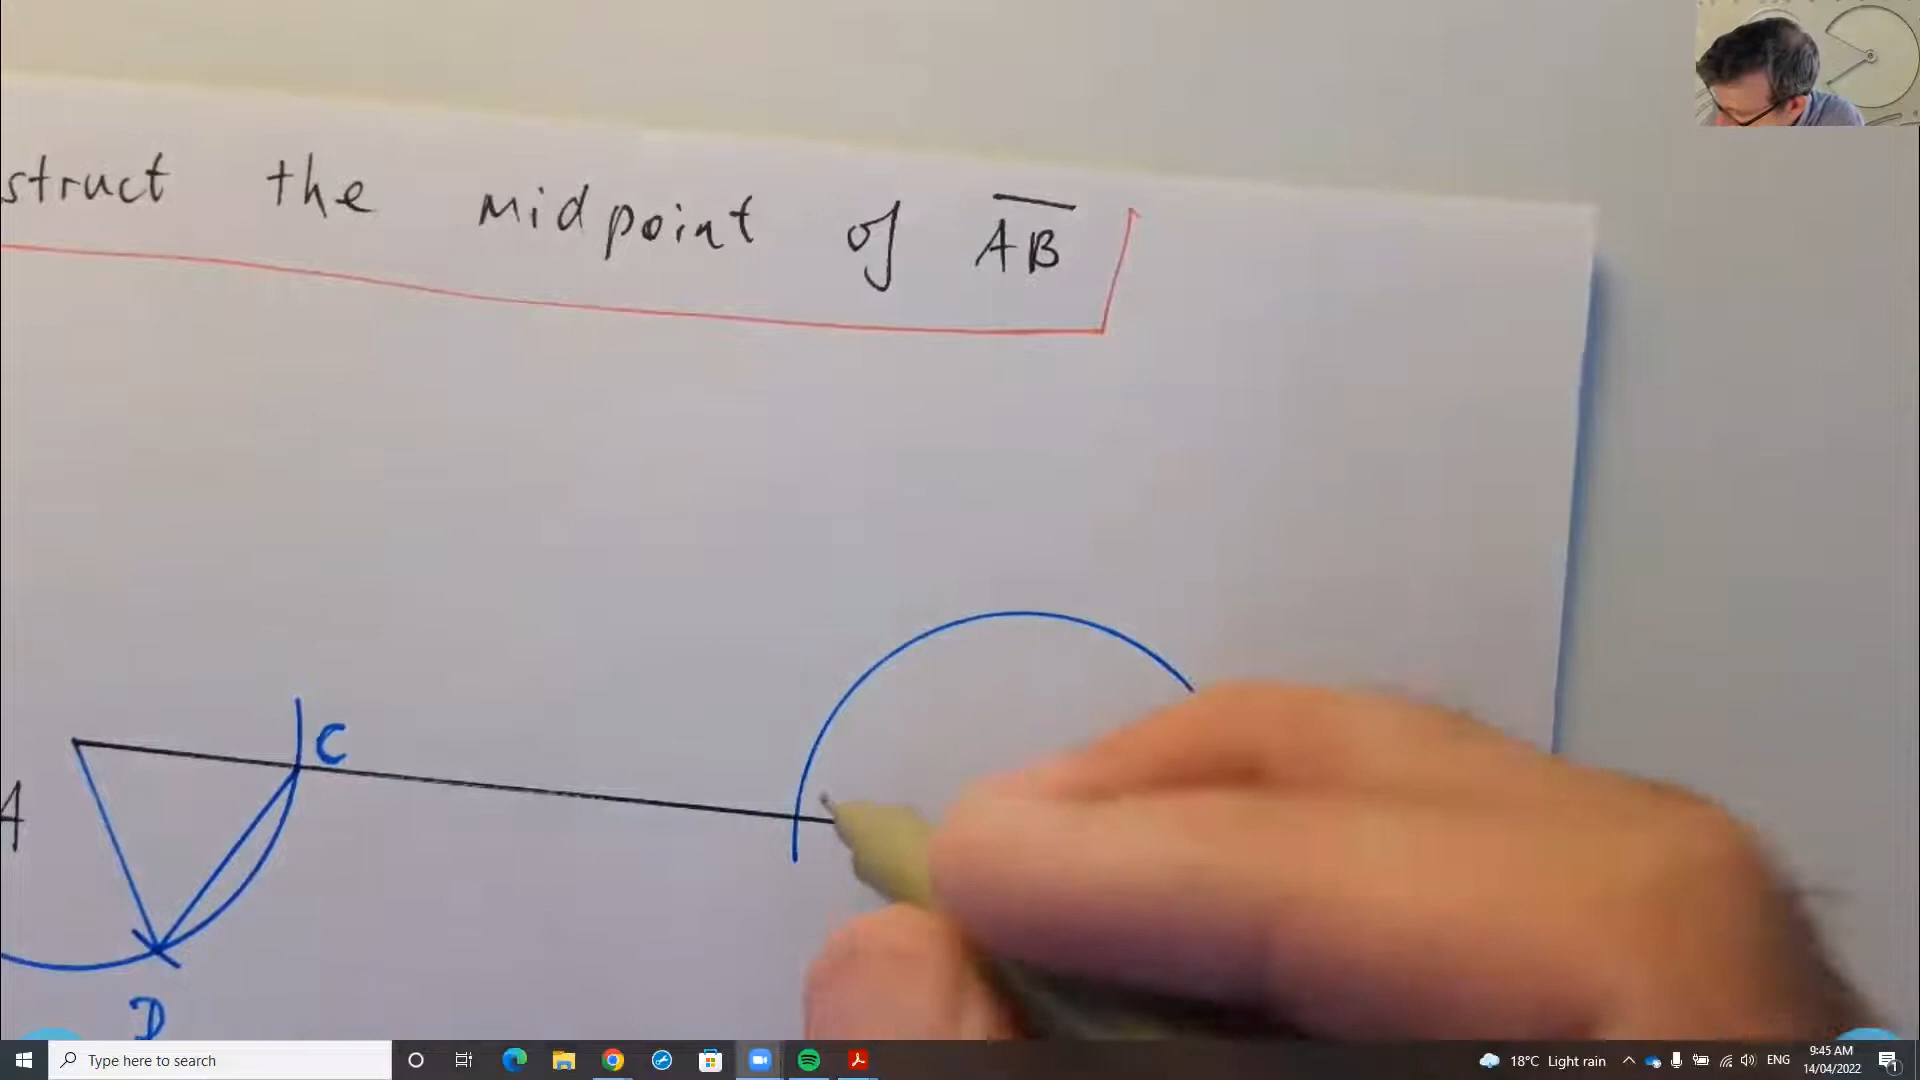 struct the midpoint of AB
C
A
D
Type here to search
18°C Light rain
ENG
9:45 AM
14/04/2022
1